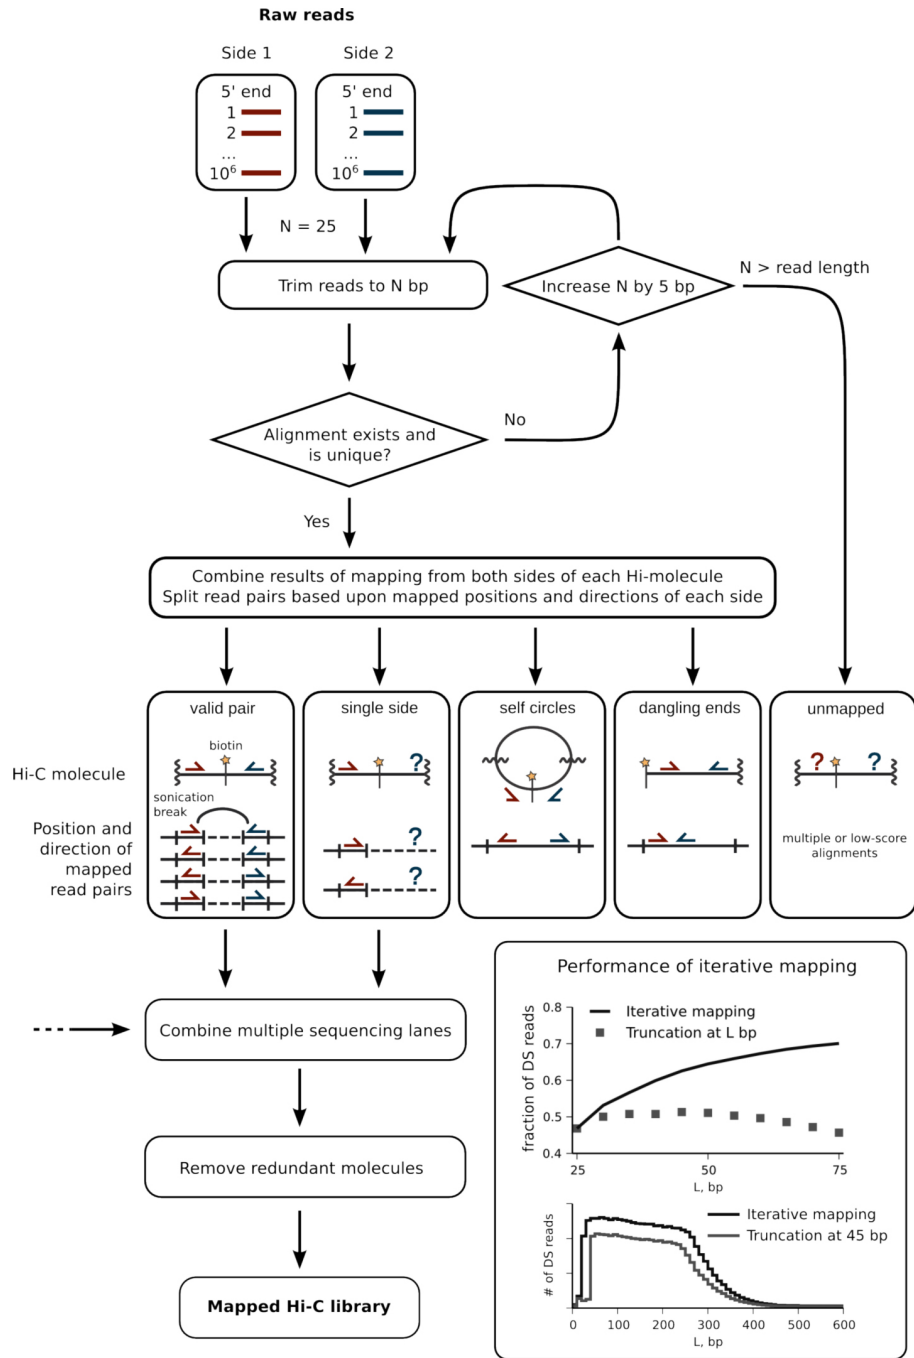 Raw reads
Side 1
Side 2
5' end
1
2
...
10⁶
5' end
1
2
...
10⁶
N = 25
Trim reads to N bp
Increase N by 5 bp
N > read length
Alignment exists and
is unique?
No
Yes
Combine results of mapping from both sides of each Hi-molecule
Split read pairs based upon mapped positions and directions of each side
valid pair
single side
self circles
dangling ends
unmapped
Hi-C molecule
biotin
?
? ?
sonication
break
Position and
direction of
mapped
read pairs
?
?
multiple or low-score
alignments
Combine multiple sequencing lanes
Remove redundant molecules
Mapped Hi-C library
Performance of iterative mapping
fraction of DS reads
0.8
0.7
0.6
0.5
0.4
Iterative mapping
Truncation at L bp
25 50 75
L, bp
# of DS reads
Iterative mapping
Truncation at 45 bp
0 100 200 300 400 500 600
L, bp